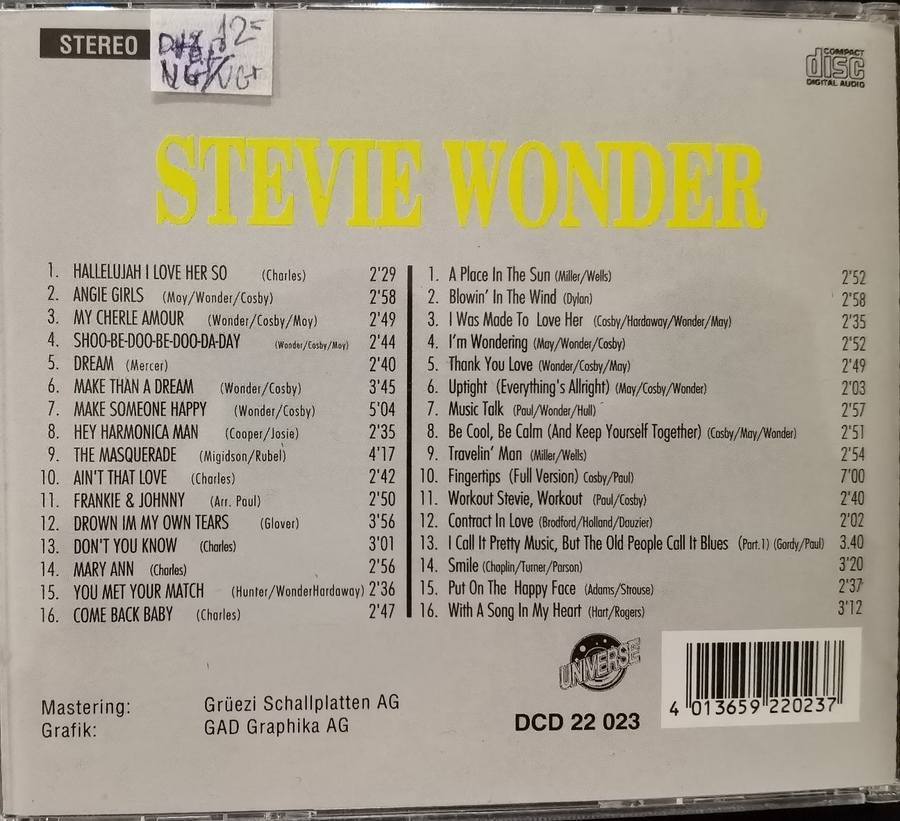 STEREO
12=
VG+/VG+
COMPACT
disc
DIGITAL AUDIO
STEVIE WONDER
1. HALLELUJAH I LOVE HER SO (Charles) 2'29
2. ANGIE GIRLS (Moy/Wonder/Cosby) 2'58
3. MY CHERLE AMOUR (Wonder/Cosby/Moy) 2'49
4. SHOO-BE-DOO-BE-DOO-DA-DAY (Wonder/Cosby/Moy) 2'44
5. DREAM (Mercer) 2'40
6. MAKE THAN A DREAM (Wonder/Cosby) 3'45
7. MAKE SOMEONE HAPPY (Wonder/Cosby) 5'04
8. HEY HARMONICA MAN (Cooper/Josie) 2'35
9. THE MASQUERADE (Migidson/Rubel) 4'17
10. AIN'T THAT LOVE (Charles) 2'42
11. FRANKIE & JOHNNY (Arr. Paul) 2'50
12. DROWN IM MY OWN TEARS (Glover) 3'56
13. DON'T YOU KNOW (Charles) 3'01
14. MARY ANN (Charles) 2'56
15. YOU MET YOUR MATCH (Hunter/WonderHardaway) 2'36
16. COME BACK BABY (Charles) 2'47
1. A Place In The Sun (Miller/Wells) 2'52
2. Blowin' In The Wind (Dylan) 2'58
3. I Was Made To Love Her (Cosby/Hardaway/Wonder/May) 2'35
4. I'm Wondering (May/Wonder/Cosby) 2'52
5. Thank You Love (Wonder/Cosby/May) 2'49
6. Uptight (Everything's Allright) (May/Cosby/Wonder) 2'03
7. Music Talk (Paul/Wonder/Hull) 2'57
8. Be Cool, Be Calm (And Keep Yourself Together) (Cosby/May/Wonder) 2'51
9. Travelin' Man (Miller/Wells) 2'54
10. Fingertips (Full Version) Cosby/Paul) 7'00
11. Workout Stevie, Workout (Paul/Cosby) 2'40
12. Contract In Love (Brodford/Holland/Dauzier) 2'02
13. I Call It Pretty Music, But The Old People Call It Blues (Part.1) (Gordy/Paul) 3.40
14. Smile (Choplin/Turner/Parson) 3'20
15. Put On The Happy Face (Adams/Strouse) 2'37
16. With A Song In My Heart (Hart/Rogers) 3'12
UNIVERSE
DCD 22 023
4 013659 220237
Mastering: Grüezi Schallplatten AG
Grafik: GAD Graphika AG